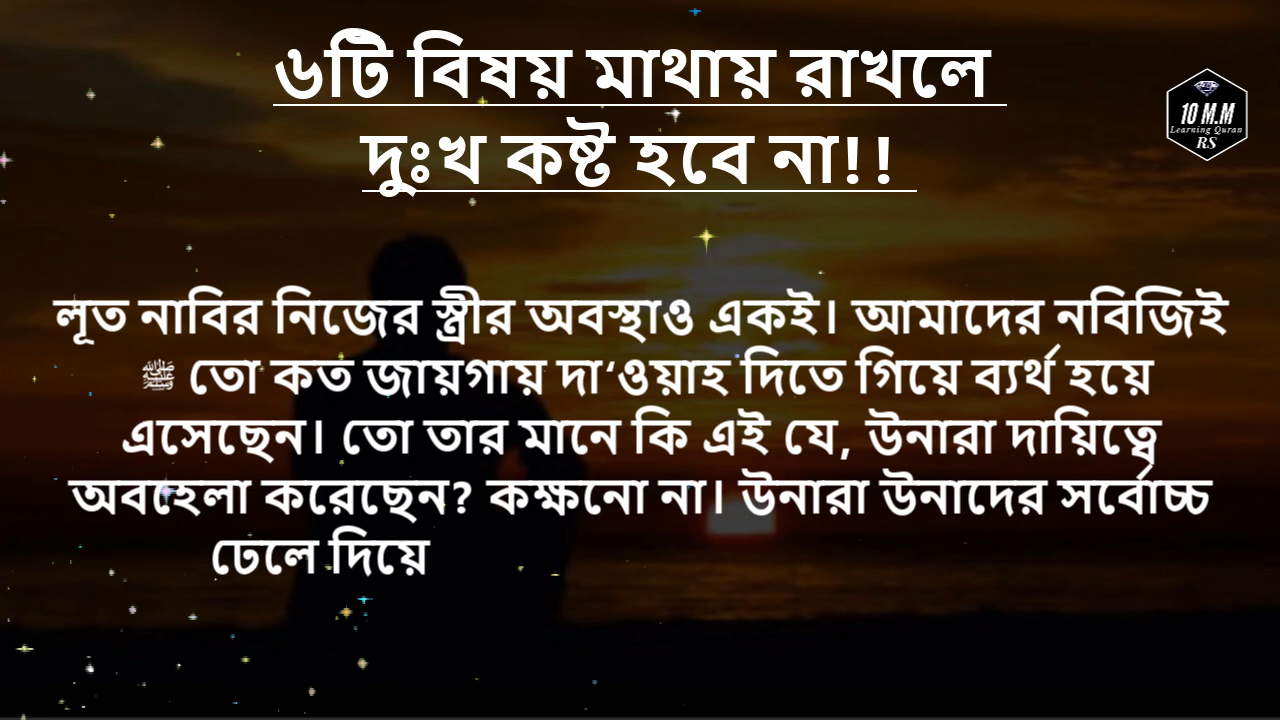 ৬টি বিষয় মাথায় রাখলে
দুঃখ কষ্ট হবে না!!
10 M.M
Learning Quran
RS
লূত নাবির নিজের স্ত্রীর অবস্থাও একই। আমাদের নবিজিই
ﷺ তো কত জায়গায় দা‘ওয়াহ দিতে গিয়ে ব্যর্থ হয়ে
এসেছেন। তো তার মানে কি এই যে, উনারা দায়িত্বে
অবহেলা করেছেন? কক্ষনো না। উনারা উনাদের সর্বোচ্চ
ঢেলে দিয়ে